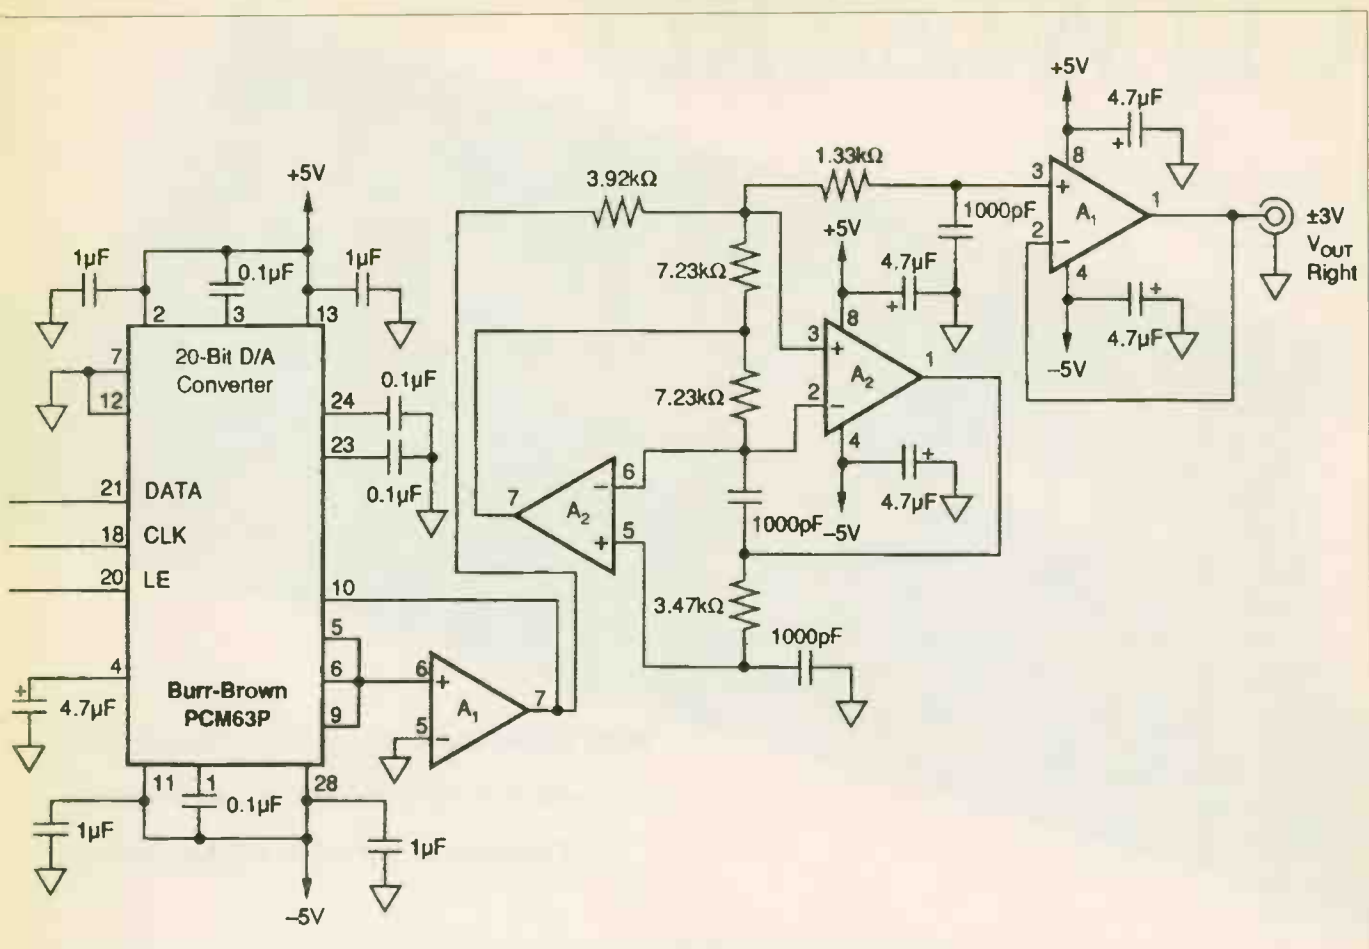 +5V
4.7µF
+
8
3
+
A1
1
2
−
4
+
4.7µF
−5V
±3V
VOUT
Right
1.33kΩ
1000pF
3.92kΩ
7.23kΩ
7.23kΩ
+5V
4.7µF
+
8
3
+
A2
1
2
−
4
+
4.7µF
−5V
1000pF
6
−
7
A2
5
+
3.47kΩ
1000pF
+5V
1µF
0.1µF
1µF
2
3
13
7
20-Bit D/A
Converter
12
24
0.1µF
23
0.1µF
21
DATA
18
CLK
20
LE
10
5
4
6
9
+
4.7µF
Burr-Brown
PCM63P
6
+
A1
7
5
−
11
1
28
0.1µF
1µF
1µF
−5V